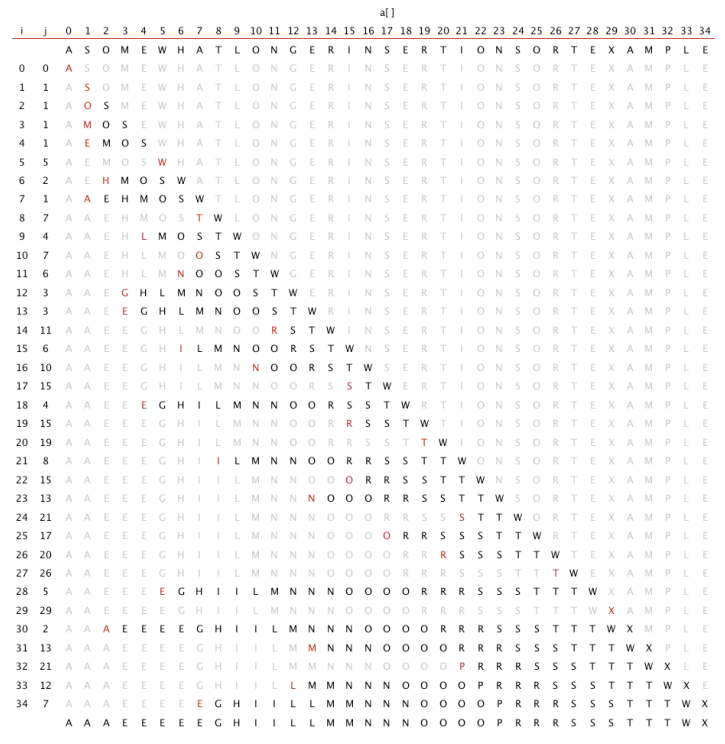 a[ ]
i j 0 1 2 3 4 5 6 7 8 9 10 11 12 13 14 15 16 17 18 19 20 21 22 23 24 25 26 27 28 29 30 31 32 33 34
A S O M E W H A T L O N G E R I N S E R T I O N S O R T E X A M P L E
0 0 A S O M E W H A T L O N G E R I N S E R T I O N S O R T E X A M P L E
1 1 A S O M E W H A T L O N G E R I N S E R T I O N S O R T E X A M P L E
2 1 A O S M E W H A T L O N G E R I N S E R T I O N S O R T E X A M P L E
3 1 A M O S E W H A T L O N G E R I N S E R T I O N S O R T E X A M P L E
4 1 A E M O S W H A T L O N G E R I N S E R T I O N S O R T E X A M P L E
5 5 A E M O S W H A T L O N G E R I N S E R T I O N S O R T E X A M P L E
6 2 A E H M O S W A T L O N G E R I N S E R T I O N S O R T E X A M P L E
7 1 A A E H M O S W T L O N G E R I N S E R T I O N S O R T E X A M P L E
8 7 A A E H M O S T W L O N G E R I N S E R T I O N S O R T E X A M P L E
9 4 A A E H L M O S T W O N G E R I N S E R T I O N S O R T E X A M P L E
10 7 A A E H L M O O S T W N G E R I N S E R T I O N S O R T E X A M P L E
11 6 A A E H L M N O O S T W G E R I N S E R T I O N S O R T E X A M P L E
12 3 A A E G H L M N O O S T W E R I N S E R T I O N S O R T E X A M P L E
13 3 A A E E G H L M N O O S T W R I N S E R T I O N S O R T E X A M P L E
14 11 A A E E G H L M N O O R S T W I N S E R T I O N S O R T E X A M P L E
15 6 A A E E G H I L M N O O R S T W N S E R T I O N S O R T E X A M P L E
16 10 A A E E G H I L M N N O O R S T W S E R T I O N S O R T E X A M P L E
17 15 A A E E G H I L M N N O O R S S T W E R T I O N S O R T E X A M P L E
18 4 A A E E E G H I L M N N O O R S S T W R T I O N S O R T E X A M P L E
19 15 A A E E E G H I L M N N O O R R S S T W T I O N S O R T E X A M P L E
20 19 A A E E E G H I L M N N O O R R S S T T W I O N S O R T E X A M P L E
21 8 A A E E E G H I I L M N N O O R R S S T T W O N S O R T E X A M P L E
22 15 A A E E E G H I I L M N N O O O R R S S T T W N S O R T E X A M P L E
23 13 A A E E E G H I I L M N N N O O O R R S S T T W S O R T E X A M P L E
24 21 A A E E E G H I I L M N N N O O O R R S S S T T W O R T E X A M P L E
25 17 A A E E E G H I I L M N N N O O O O R R S S S T T W R T E X A M P L E
26 20 A A E E E G H I I L M N N N O O O O R R R S S S T T W T E X A M P L E
27 26 A A E E E G H I I L M N N N O O O O R R R S S S T T T W E X A M P L E
28 5 A A E E E E G H I I L M N N N O O O O R R R S S S T T T W X A M P L E
29 29 A A E E E E G H I I L M N N N O O O O R R R S S S T T T W X A M P L E
30 2 A A A E E E E G H I I L M N N N O O O O R R R S S S T T T W X M P L E
31 13 A A A E E E E G H I I L M M N N N O O O O R R R S S S T T T W X P L E
32 21 A A A E E E E G H I I L M M N N N O O O O P R R R S S S T T T W X L E
33 12 A A A E E E E G H I I L L M M N N N O O O O P R R R S S S T T T W X E
34 7 A A A E E E E E G H I I L L M M N N N O O O O P R R R S S S T T T W X
A A A E E E E E G H I I L L M M N N N O O O O P R R R S S S T T T W X